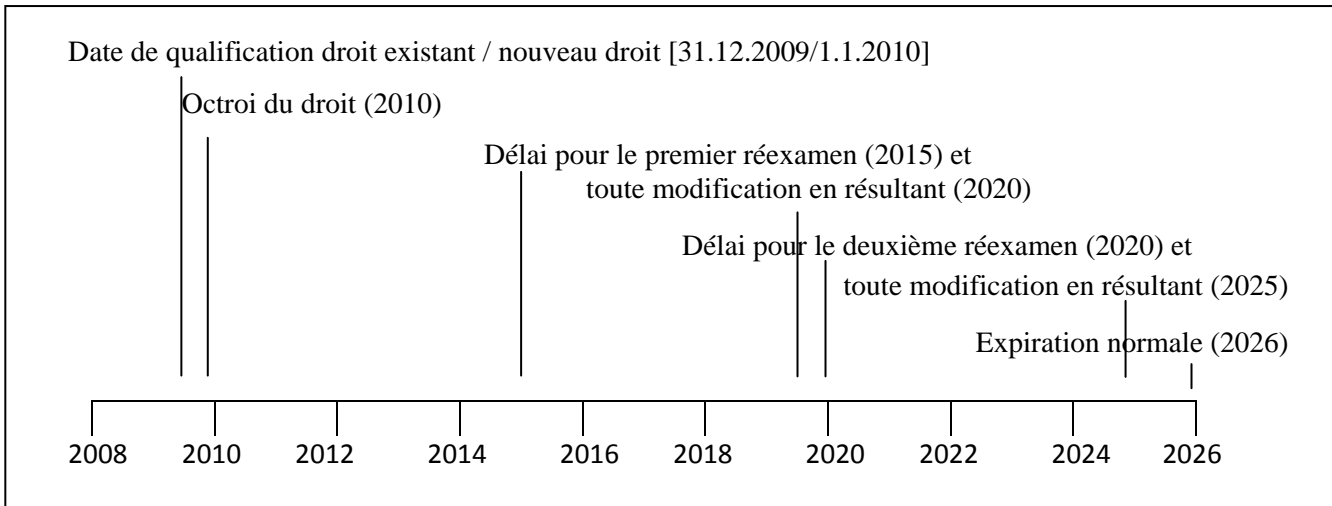 Date de qualification droit existant / nouveau droit [31.12.2009/1.1.2010]
Octroi du droit (2010)
Délai pour le premier réexamen (2015) et
toute modification en résultant (2020)
Délai pour le deuxième réexamen (2020) et
toute modification en résultant (2025)
Expiration normale (2026)
2008 2010 2012 2014 2016 2018 2020 2022 2024 2026